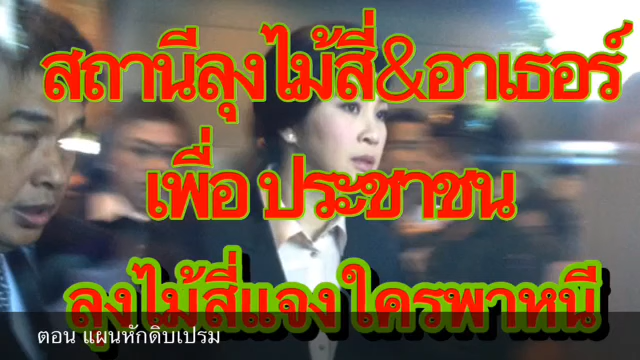 สถานีลุงไม้สี่&อาเธอร์
เพื่อ ประชาชน
ลุงไม้สี่แจง ใครพาหนี
ตอน แผนหักดิบเปรม